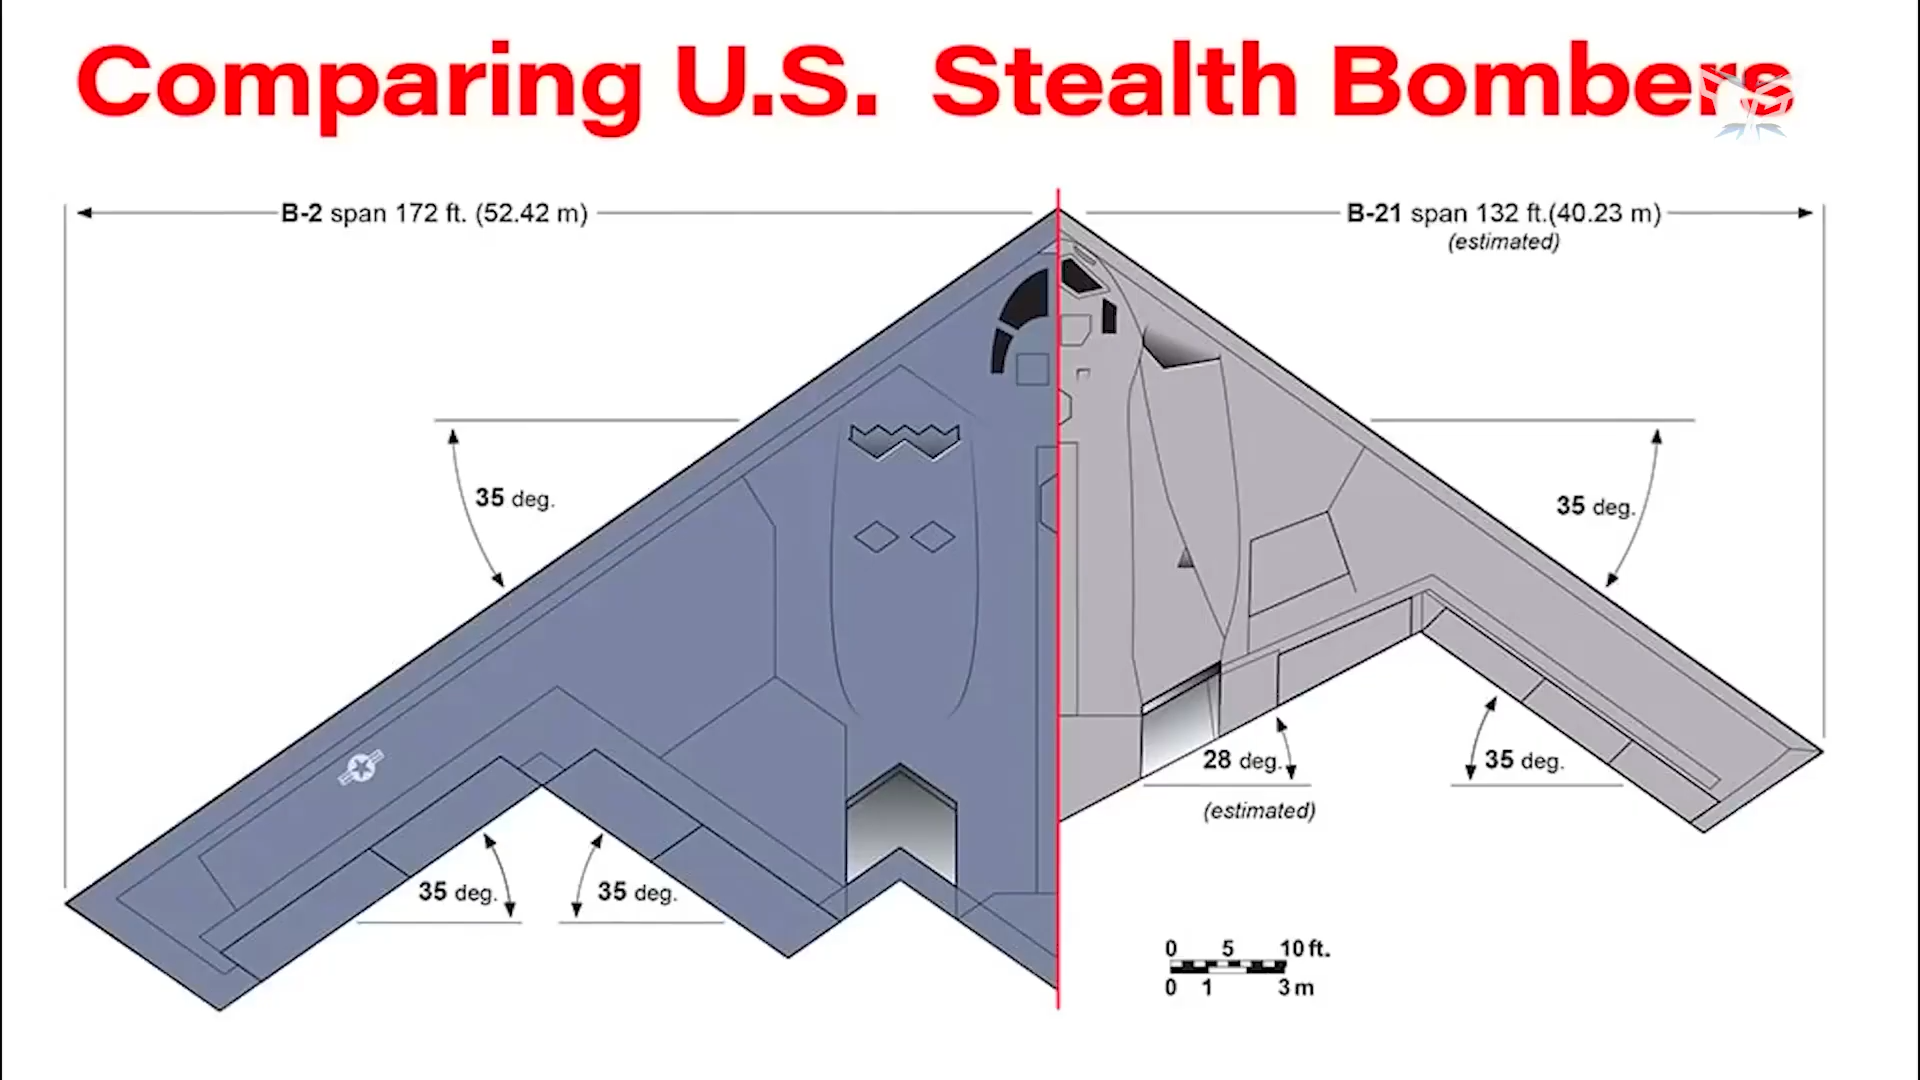 Comparing U.S. Stealth Bombers
B-2 span 172 ft. (52.42 m)
B-21 span 132 ft.(40.23 m)
(estimated)
35 deg.
35 deg.
28 deg.
(estimated)
35 deg.
35 deg.
35 deg.
0 5 10 ft.
0 1 3 m